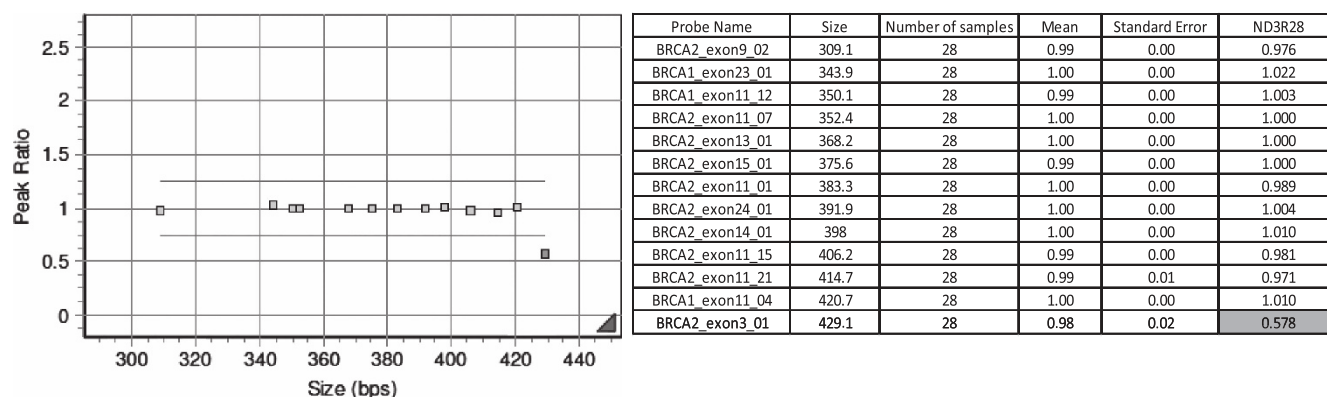 2.5
2
1.5
1
0.5
0
Peak Ratio
300 320 340 360 380 400 420 440
Size (bps)
Probe Name Size Number of samples Mean Standard Error ND3R28
BRCA2_exon9_02 309.1 28 0.99 0.00 0.976
BRCA1_exon23_01 343.9 28 1.00 0.00 1.022
BRCA1_exon11_12 350.1 28 0.99 0.00 1.003
BRCA2_exon11_07 352.4 28 1.00 0.00 1.000
BRCA2_exon13_01 368.2 28 1.00 0.00 1.000
BRCA2_exon15_01 375.6 28 0.99 0.00 1.000
BRCA2_exon11_01 383.3 28 1.00 0.00 0.989
BRCA2_exon24_01 391.9 28 1.00 0.00 1.004
BRCA2_exon14_01 398 28 1.00 0.00 1.010
BRCA2_exon11_15 406.2 28 0.99 0.00 0.981
BRCA2_exon11_21 414.7 28 0.99 0.01 0.971
BRCA1_exon11_04 420.7 28 1.00 0.00 1.010
BRCA2_exon3_01 429.1 28 0.98 0.02 0.578